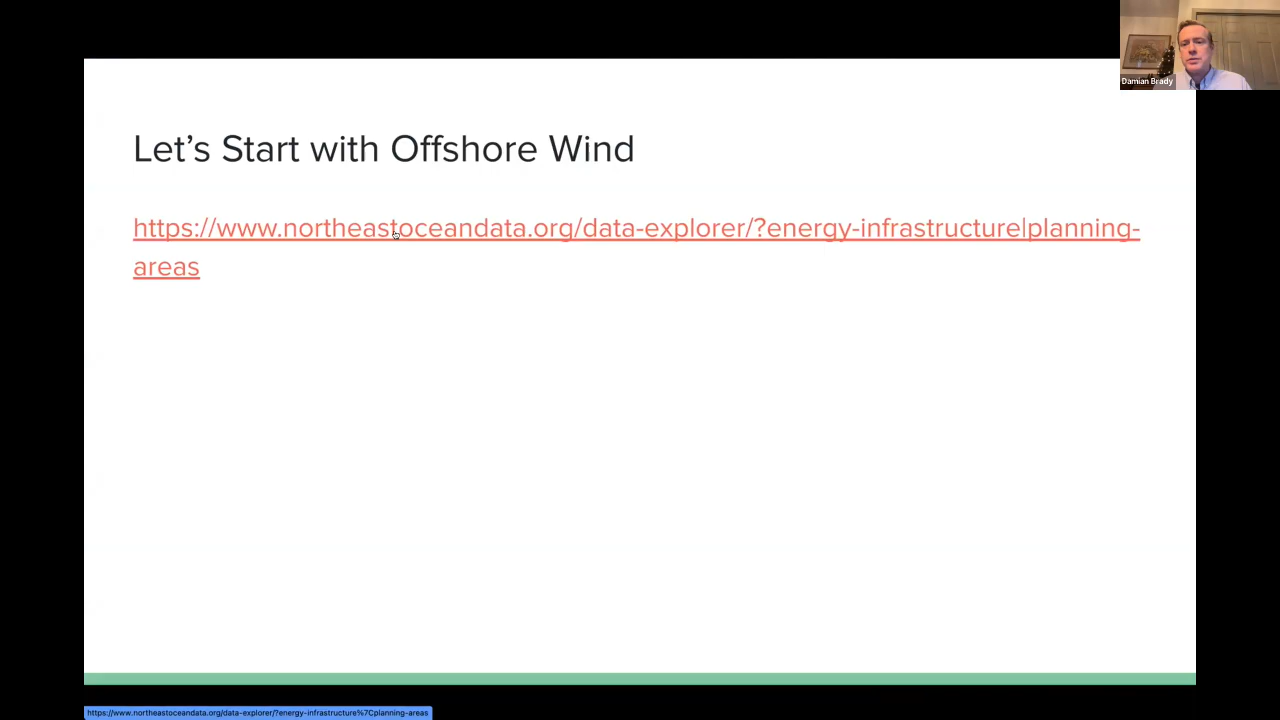 Damian Brady
Let's Start with Offshore Wind
https://www.northeastoceandata.org/data-explorer/?energy-infrastructure|planning-
areas
https://www.northeastoceandata.org/data-explorer/?energy-infrastructure%7Cplanning-areas